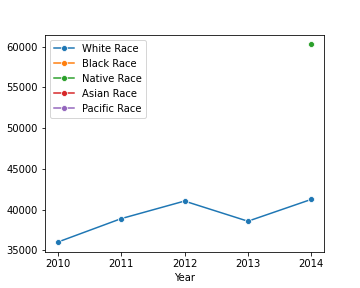 White Race
Black Race
Native Race
Asian Race
Pacific Race
60000
55000
50000
45000
40000
35000
2010 2011 2012 2013 2014
Year